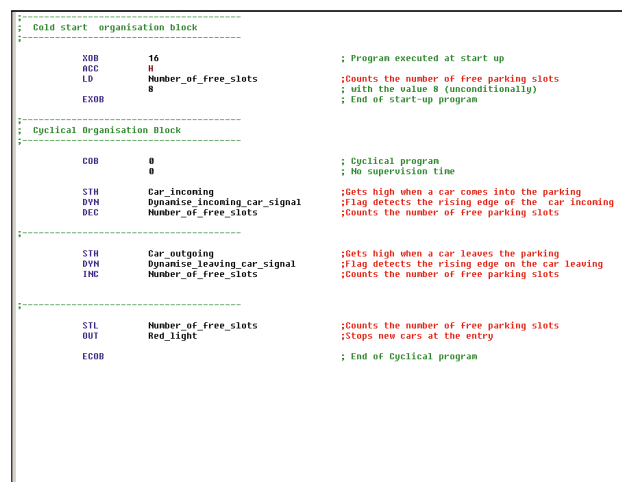 ;----------------------------------------
;  Cold start  organisation block
;----------------------------------------
XOB 16 ; Program executed at start up
ACC H
LD Number_of_free_slots ;Counts the number of free parking slots
8 ; with the value 8 (unconditionally)
EXOB ; End of start-up program
;----------------------------------------
;  Cyclical Organisation Block
;----------------------------------------
COB 0 ; Cyclical program
0 ; No supervision time
STH Car_incoming ;Gets high when a car comes into the parking
DYN Dynamise_incoming_car_signal ;Flag detects the rising edge of the  car incoming
DEC Number_of_free_slots ;Counts the number of free parking slots
;----------------------------------------
STH Car_outgoing ;Gets high when a car leaves the parking
DYN Dynamise_leaving_car_signal ;Flag detects the rising edge on the car leaving
INC Number_of_free_slots ;Counts the number of free parking slots
;----------------------------------------
STL Number_of_free_slots ;Counts the number of free parking slots
OUT Red_light ;Stops new cars at the entry
ECOB ; End of Cyclical program